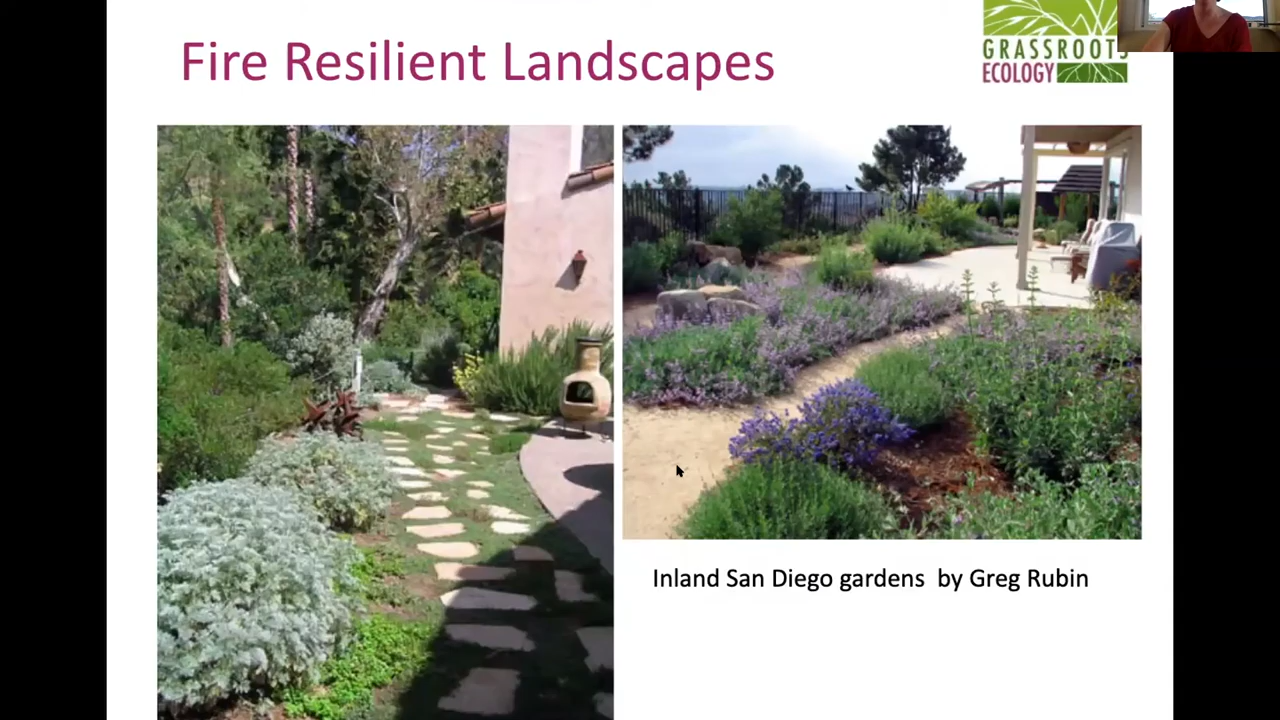 Fire Resilient Landscapes
GRASSROOTS
ECOLOGY
Inland San Diego gardens by Greg Rubin